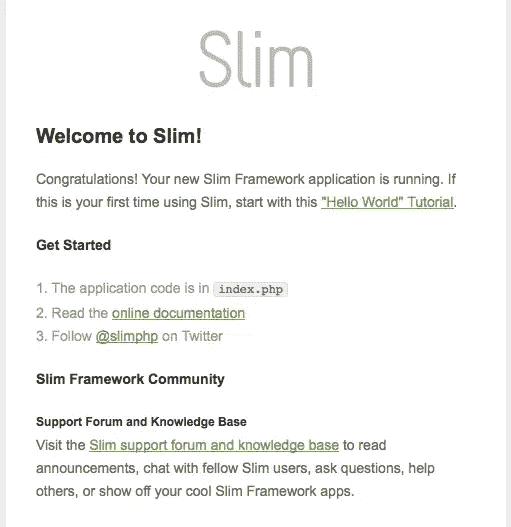 Slim
Welcome to Slim!
Congratulations! Your new Slim Framework application is running. If
this is your first time using Slim, start with this "Hello World" Tutorial.
Get Started
1. The application code is in index.php
2. Read the online documentation
3. Follow @slimphp on Twitter
Slim Framework Community
Support Forum and Knowledge Base
Visit the Slim support forum and knowledge base to read
announcements, chat with fellow Slim users, ask questions, help
others, or show off your cool Slim Framework apps.